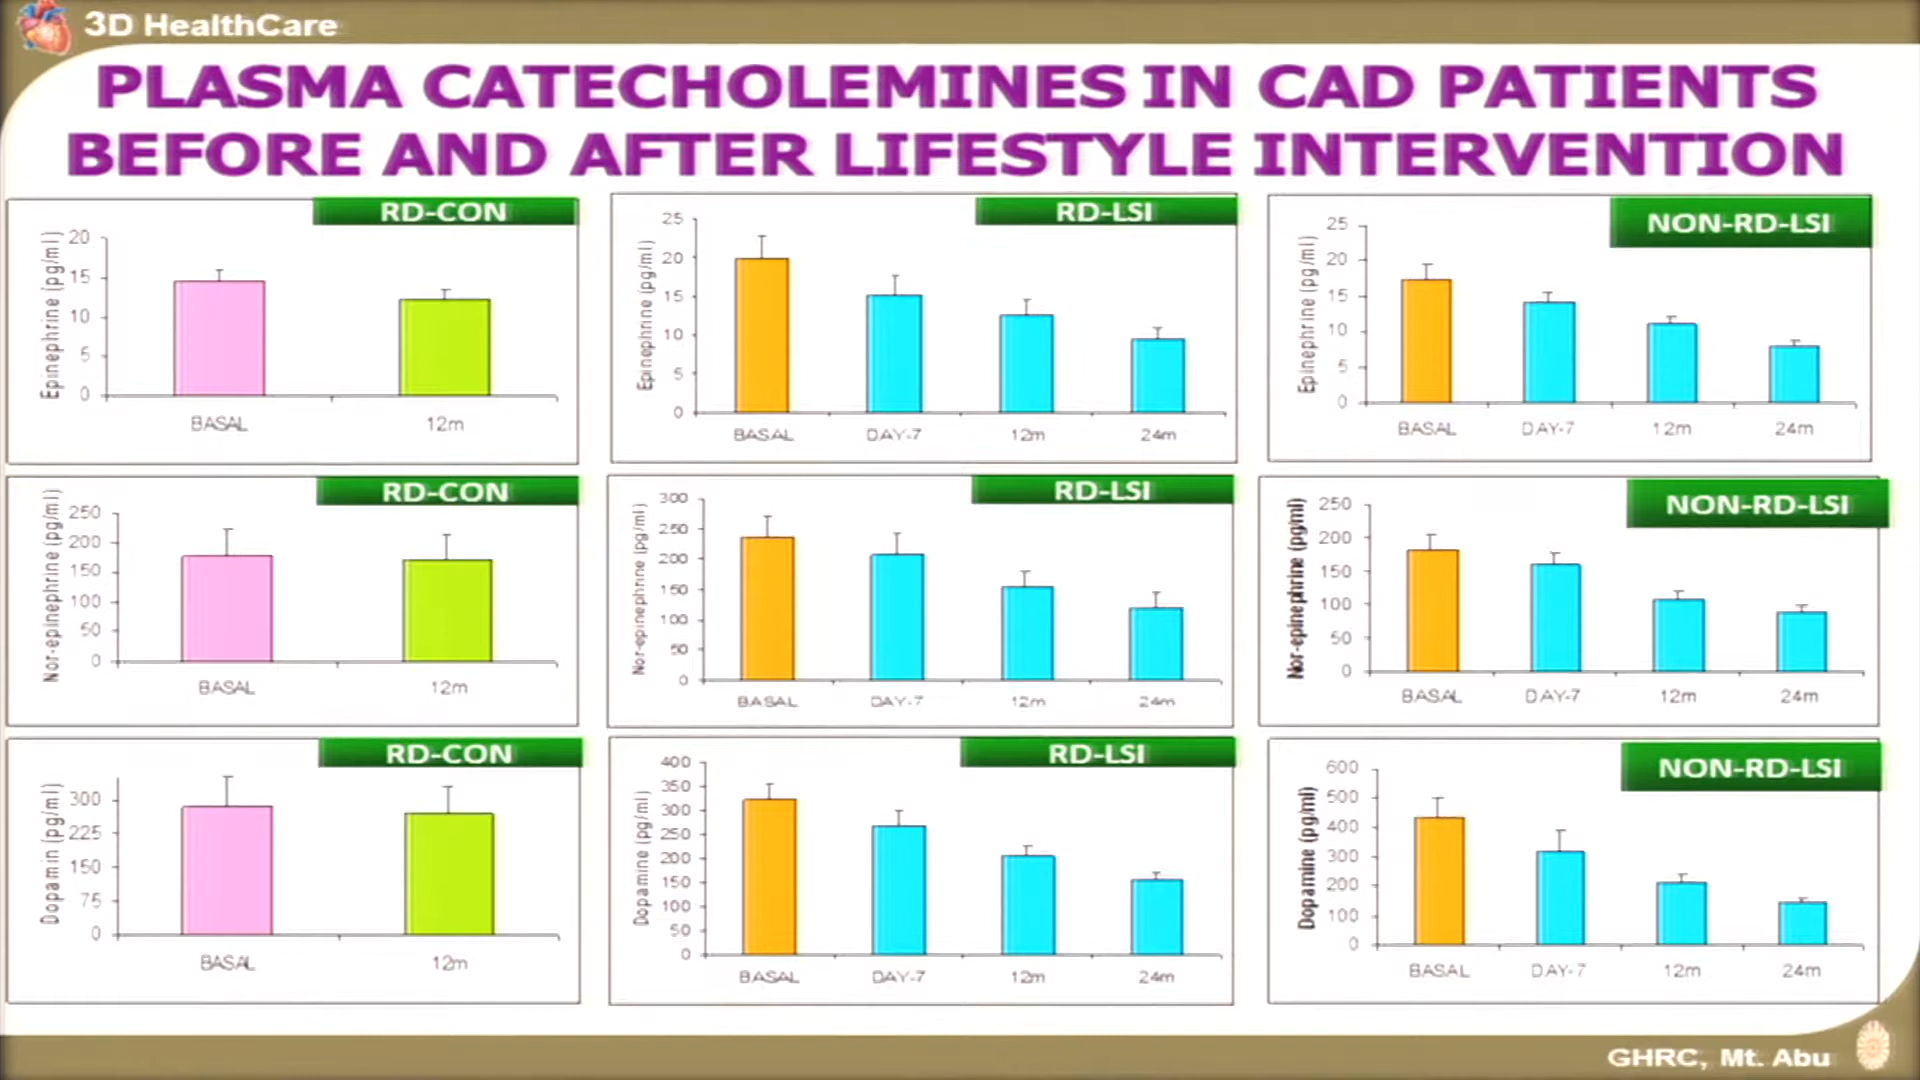 3D HealthCare
PLASMA CATECHOLEMINES IN CAD PATIENTS
BEFORE AND AFTER LIFESTYLE INTERVENTION
RD-CON
Epinephrine (pg/ml)
20
15
10
5
0
BASAL 12m
RD-LSI
Epinephrine (pg/ml)
25
20
15
10
5
0
BASAL DAY-7 12m 24m
NON-RD-LSI
Epinephrine (pg/ml)
25
20
15
10
5
0
BASAL DAY-7 12m 24m
RD-CON
Nor-epinephrine (pg/ml)
250
200
150
100
50
0
BASAL 12m
RD-LSI
Nor-epinephrine (pg/ml)
300
250
200
150
100
50
0
BASAL DAY-7 12m 24m
NON-RD-LSI
Nor-epinephrine (pg/ml)
250
200
150
100
50
0
BASAL DAY-7 12m 24m
RD-CON
Dopamin (pg/ml)
300
225
150
75
0
BASAL 12m
RD-LSI
Dopamine (pg/ml)
400
350
300
250
200
150
100
50
0
BASAL DAY-7 12m 24m
NON-RD-LSI
Dopamine (pg/ml)
600
500
400
300
200
100
0
BASAL DAY-7 12m 24m
GHRC, Mt. Abu